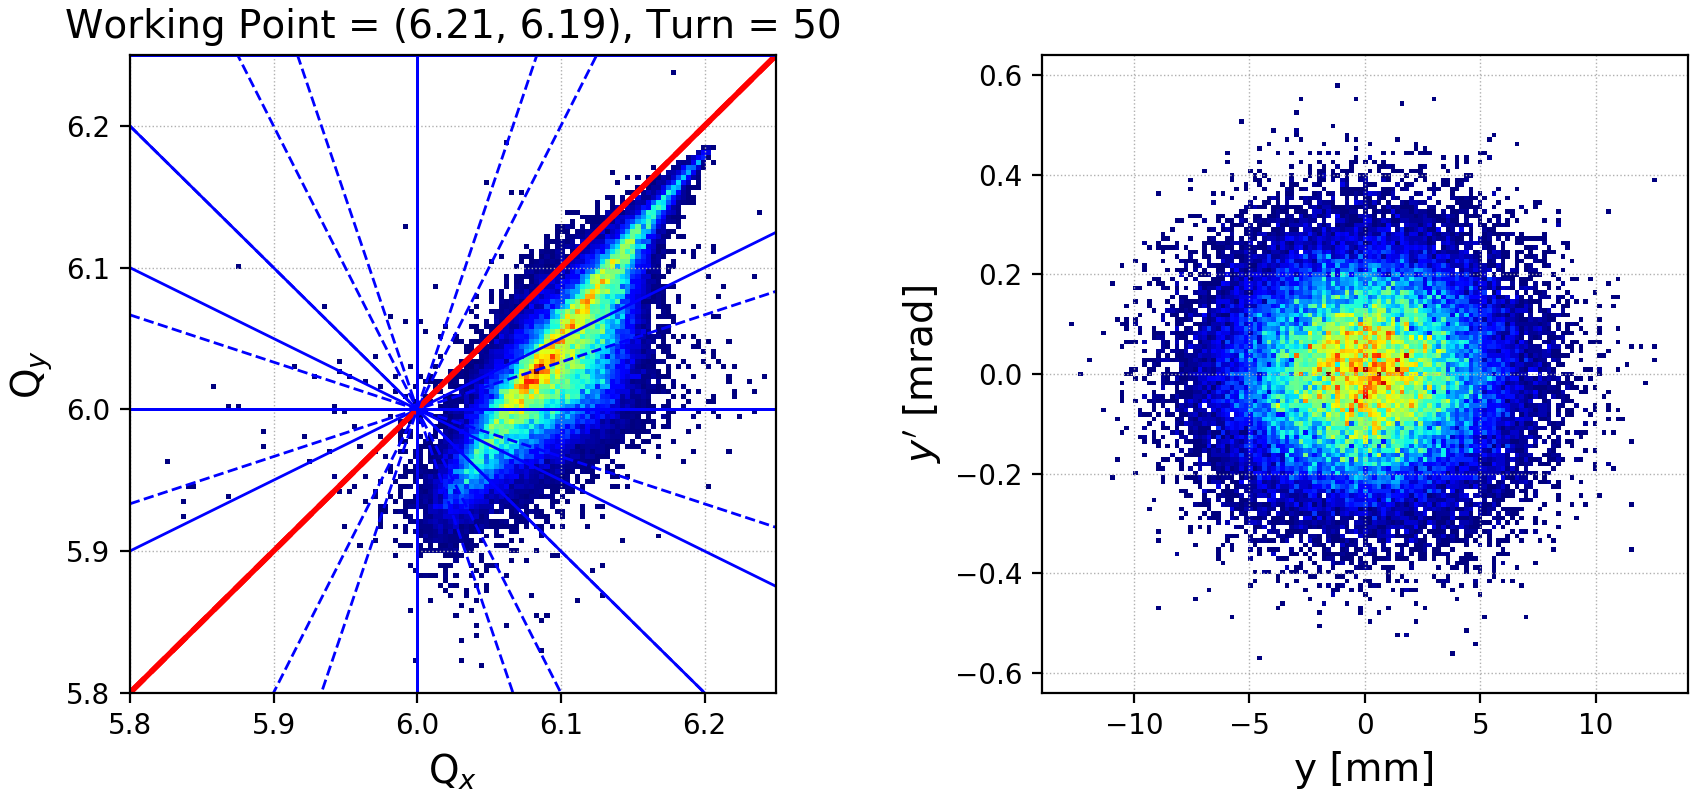 Working Point = (6.21, 6.19), Turn = 50
6.2
6.1
6.0
5.9
5.8
Q_y
5.8 5.9 6.0 6.1 6.2
Q_x
0.6
0.4
0.2
0.0
−0.2
−0.4
−0.6
y′ [mrad]
−10 −5 0 5 10
y [mm]